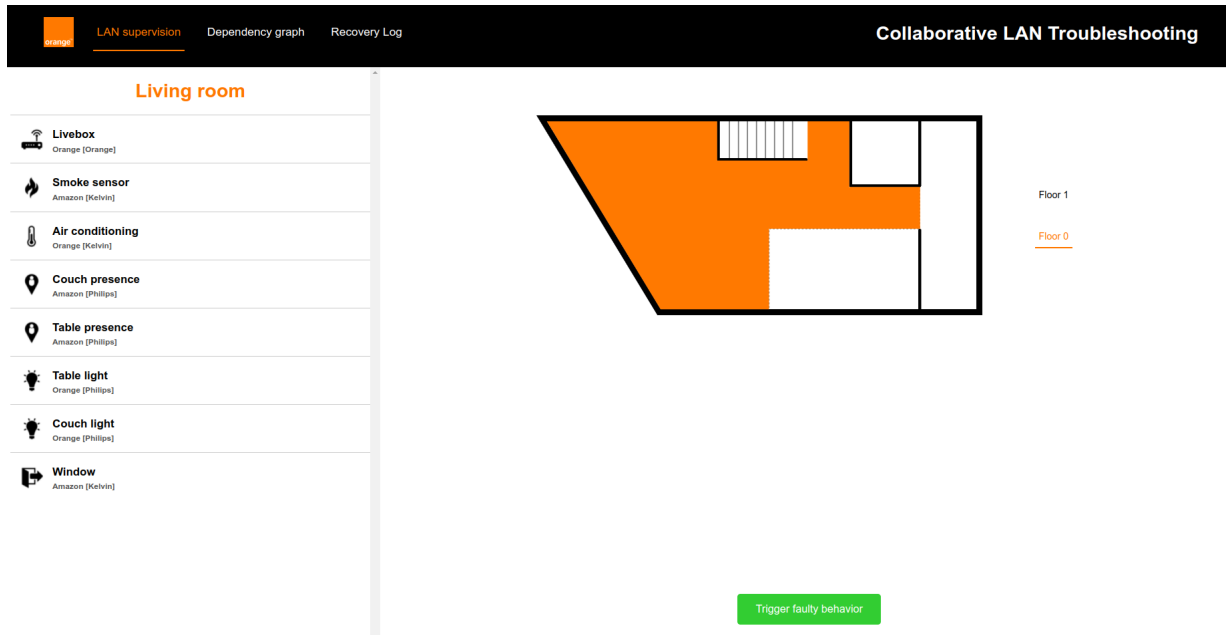 orange
LAN supervision
Dependency graph
Recovery Log
Collaborative LAN Troubleshooting
Living room
Livebox
Orange [Orange]
Smoke sensor
Amazon [Kelvin]
Air conditioning
Orange [Kelvin]
Couch presence
Amazon [Philips]
Table presence
Amazon [Philips]
Table light
Orange [Philips]
Couch light
Orange [Philips]
Window
Amazon [Kelvin]
Floor 1
Floor 0
Trigger faulty behavior